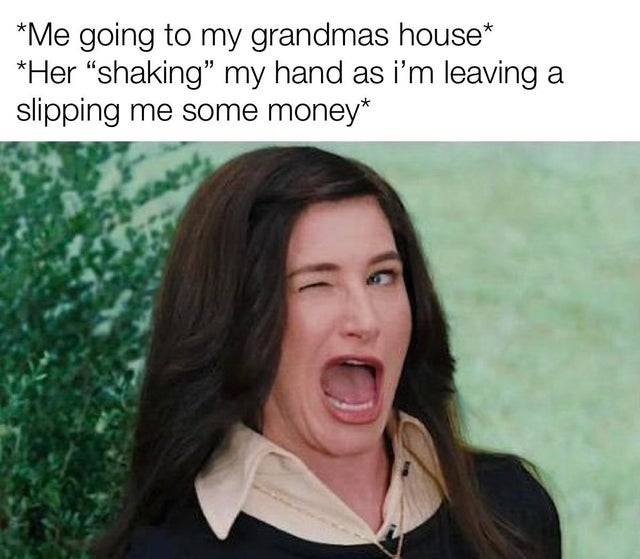 *Me going to my grandmas house*
*Her “shaking” my hand as i’m leaving a
slipping me some money*